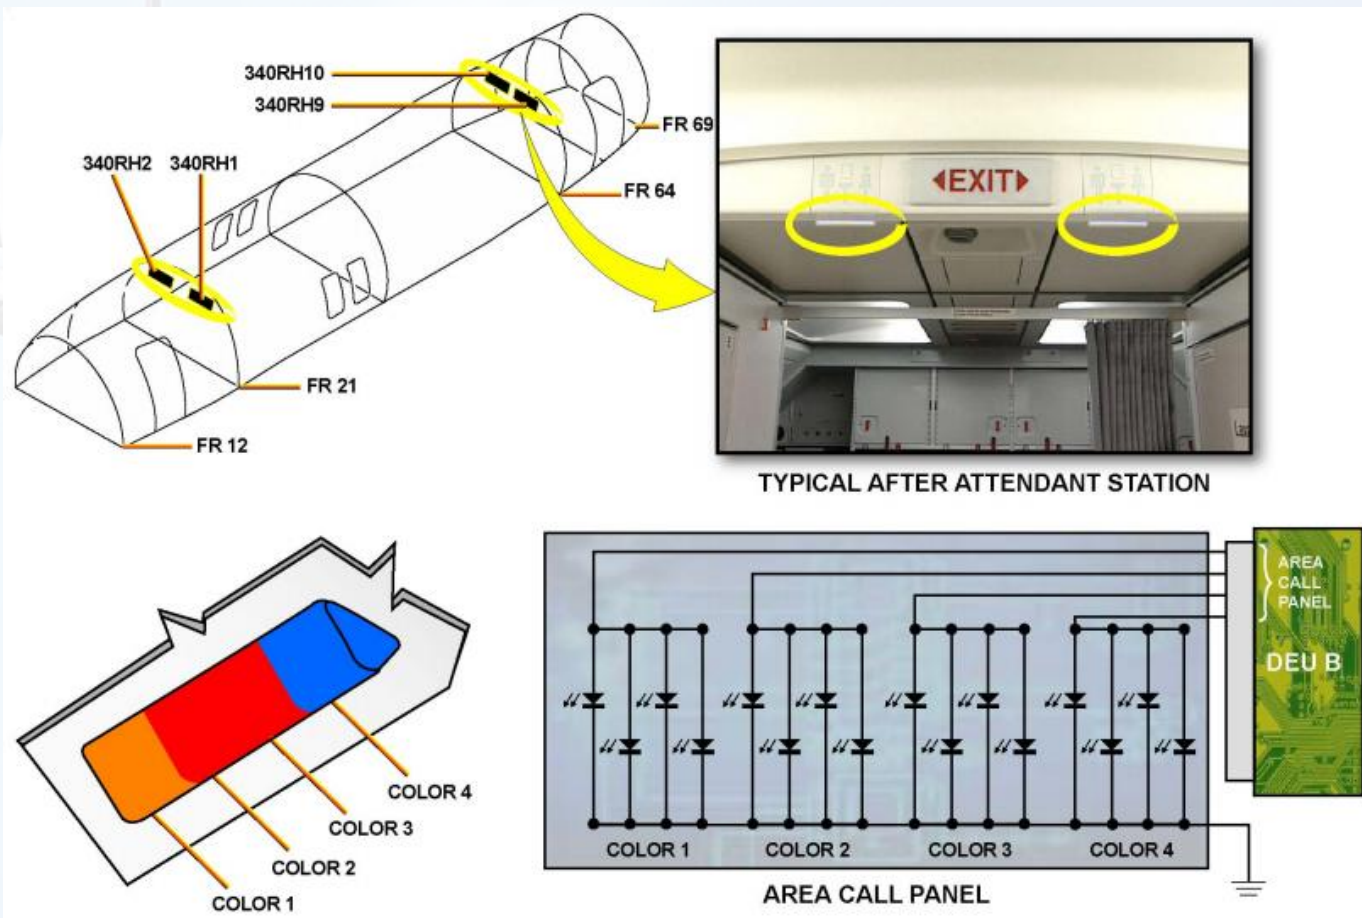 340RH10
340RH9
FR 69
340RH2 340RH1
FR 64
FR 21
FR 12
EXIT
TYPICAL AFTER ATTENDANT STATION
COLOR 4
COLOR 3
COLOR 2
COLOR 1
AREA
CALL
PANEL
DEU B
COLOR 1 COLOR 2 COLOR 3 COLOR 4
AREA CALL PANEL